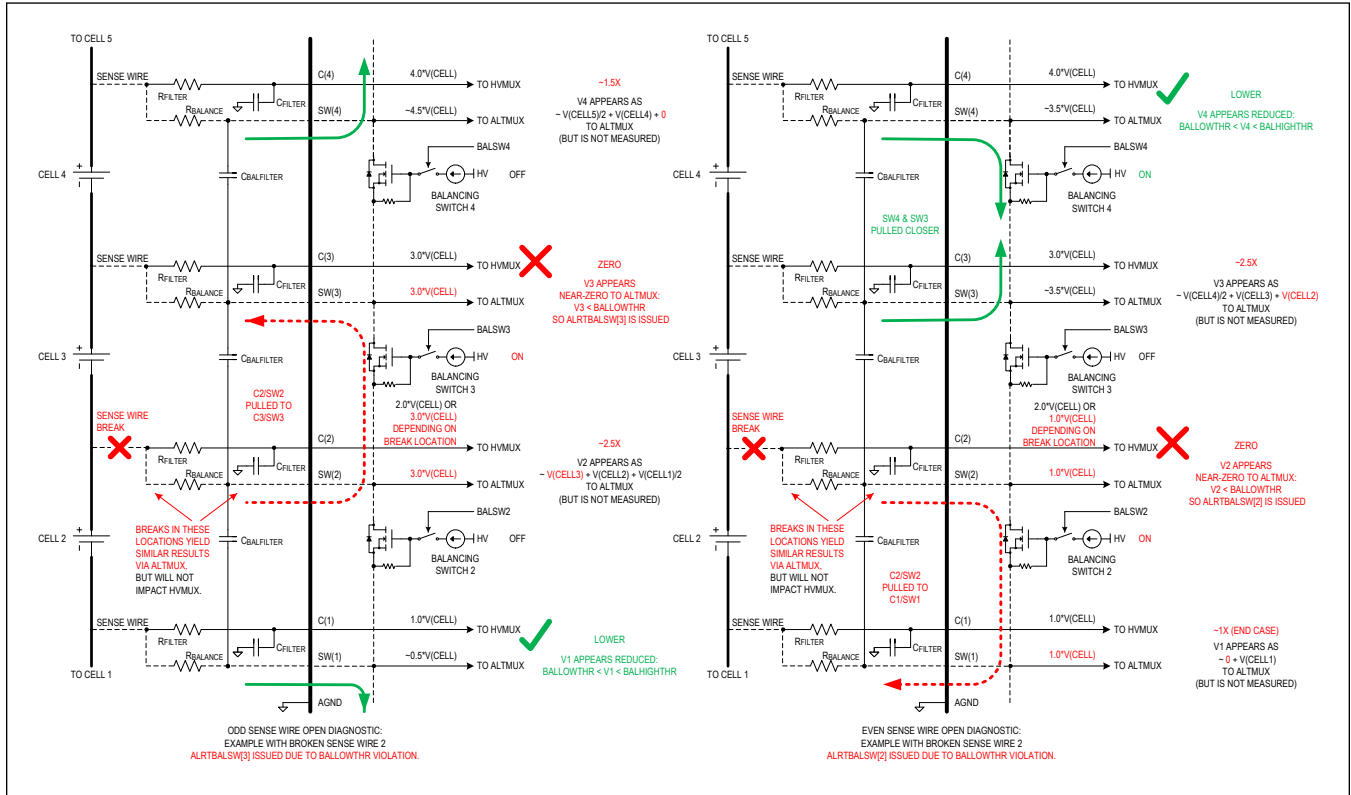 TO CELL 5
SENSE WIRE
RFILTER
RBALANCE
CFILTER
C(4)
4.0*V(CELL)
TO HVMUX
SW(4)
~4.5*V(CELL)
TO ALTMUX
~1.5X
V4 APPEARS AS
~ V(CELL5)/2 + V(CELL4) + 0
TO ALTMUX
(BUT IS NOT MEASURED)
CELL 4
+
-
CBALFILTER
BALSW4
HV
OFF
BALANCING
SWITCH 4
SENSE WIRE
RFILTER
RBALANCE
CFILTER
C(3)
3.0*V(CELL)
TO HVMUX
SW(3)
3.0*V(CELL)
TO ALTMUX
ZERO
V3 APPEARS
NEAR-ZERO TO ALTMUX:
V3 < BALLOWTHR
SO ALRTBALSW[3] IS ISSUED
CELL 3
+
-
CBALFILTER
BALSW3
HV
ON
BALANCING
SWITCH 3
C2/SW2
PULLED TO
C3/SW3
2.0*V(CELL) OR
3.0*V(CELL)
DEPENDING ON
BREAK LOCATION
SENSE WIRE
BREAK
RFILTER
RBALANCE
CFILTER
C(2)
TO HVMUX
SW(2)
3.0*V(CELL)
TO ALTMUX
~2.5X
V2 APPEARS AS
~ V(CELL3) + V(CELL2) + V(CELL1)/2
TO ALTMUX
(BUT IS NOT MEASURED)
BREAKS IN THESE
LOCATIONS YIELD
SIMILAR RESULTS
VIA ALTMUX,
BUT WILL NOT
IMPACT HVMUX.
CELL 2
+
-
CBALFILTER
BALSW2
HV
OFF
BALANCING
SWITCH 2
SENSE WIRE
RFILTER
RBALANCE
CFILTER
C(1)
1.0*V(CELL)
TO HVMUX
SW(1)
~0.5*V(CELL)
TO ALTMUX
LOWER
V1 APPEARS REDUCED:
BALLOWTHR < V1 < BALHIGHTHR
TO CELL 1
AGND
ODD SENSE WIRE OPEN DIAGNOSTIC:
EXAMPLE WITH BROKEN SENSE WIRE 2
ALRTBALSW[3] ISSUED DUE TO BALLOWTHR VIOLATION.
TO CELL 5
SENSE WIRE
RFILTER
RBALANCE
CFILTER
C(4)
4.0*V(CELL)
TO HVMUX
SW(4)
~3.5*V(CELL)
TO ALTMUX
LOWER
V4 APPEARS REDUCED:
BALLOWTHR < V4 < BALHIGHTHR
CELL 4
+
-
CBALFILTER
BALSW4
HV
ON
BALANCING
SWITCH 4
SW4 & SW3
PULLED CLOSER
SENSE WIRE
RFILTER
RBALANCE
CFILTER
C(3)
3.0*V(CELL)
TO HVMUX
SW(3)
~3.5*V(CELL)
TO ALTMUX
~2.5X
V3 APPEARS AS
~ V(CELL4)/2 + V(CELL3) + V(CELL2)
TO ALTMUX
(BUT IS NOT MEASURED)
CELL 3
+
-
CBALFILTER
BALSW3
HV
OFF
BALANCING
SWITCH 3
2.0*V(CELL) OR
1.0*V(CELL)
DEPENDING ON
BREAK LOCATION
SENSE WIRE
BREAK
RFILTER
RBALANCE
CFILTER
C(2)
TO HVMUX
SW(2)
1.0*V(CELL)
TO ALTMUX
ZERO
V2 APPEARS
NEAR-ZERO TO ALTMUX:
V2 < BALLOWTHR
SO ALRTBALSW[2] IS ISSUED
BREAKS IN THESE
LOCATIONS YIELD
SIMILAR RESULTS
VIA ALTMUX,
BUT WILL NOT
IMPACT HVMUX.
CELL 2
+
-
CBALFILTER
BALSW2
HV
ON
BALANCING
SWITCH 2
C2/SW2
PULLED TO
C1/SW1
SENSE WIRE
RFILTER
RBALANCE
CFILTER
C(1)
1.0*V(CELL)
TO HVMUX
SW(1)
1.0*V(CELL)
TO ALTMUX
~1X (END CASE)
V1 APPEARS AS
~ 0 + V(CELL1)
TO ALTMUX
(BUT IS NOT MEASURED)
TO CELL 1
AGND
EVEN SENSE WIRE OPEN DIAGNOSTIC:
EXAMPLE WITH BROKEN SENSE WIRE 2
ALRTBALSW[2] ISSUED DUE TO BALLOWTHR VIOLATION.